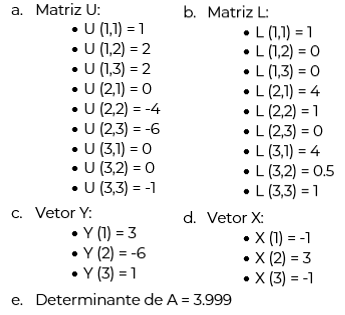 a. Matriz U:
• U (1,1) = 1
• U (1,2) = 2
• U (1,3) = 2
• U (2,1) = 0
• U (2,2) = -4
• U (2,3) = -6
• U (3,1) = 0
• U (3,2) = 0
• U (3,3) = -1
b. Matriz L:
• L (1,1) = 1
• L (1,2) = 0
• L (1,3) = 0
• L (2,1) = 4
• L (2,2) = 1
• L (2,3) = 0
• L (3,1) = 4
• L (3,2) = 0.5
• L (3,3) = 1
c. Vetor Y:
• Y (1) = 3
• Y (2) = -6
• Y (3) = 1
d. Vetor X:
• X (1) = -1
• X (2) = 3
• X (3) = -1
e. Determinante de A = 3.999